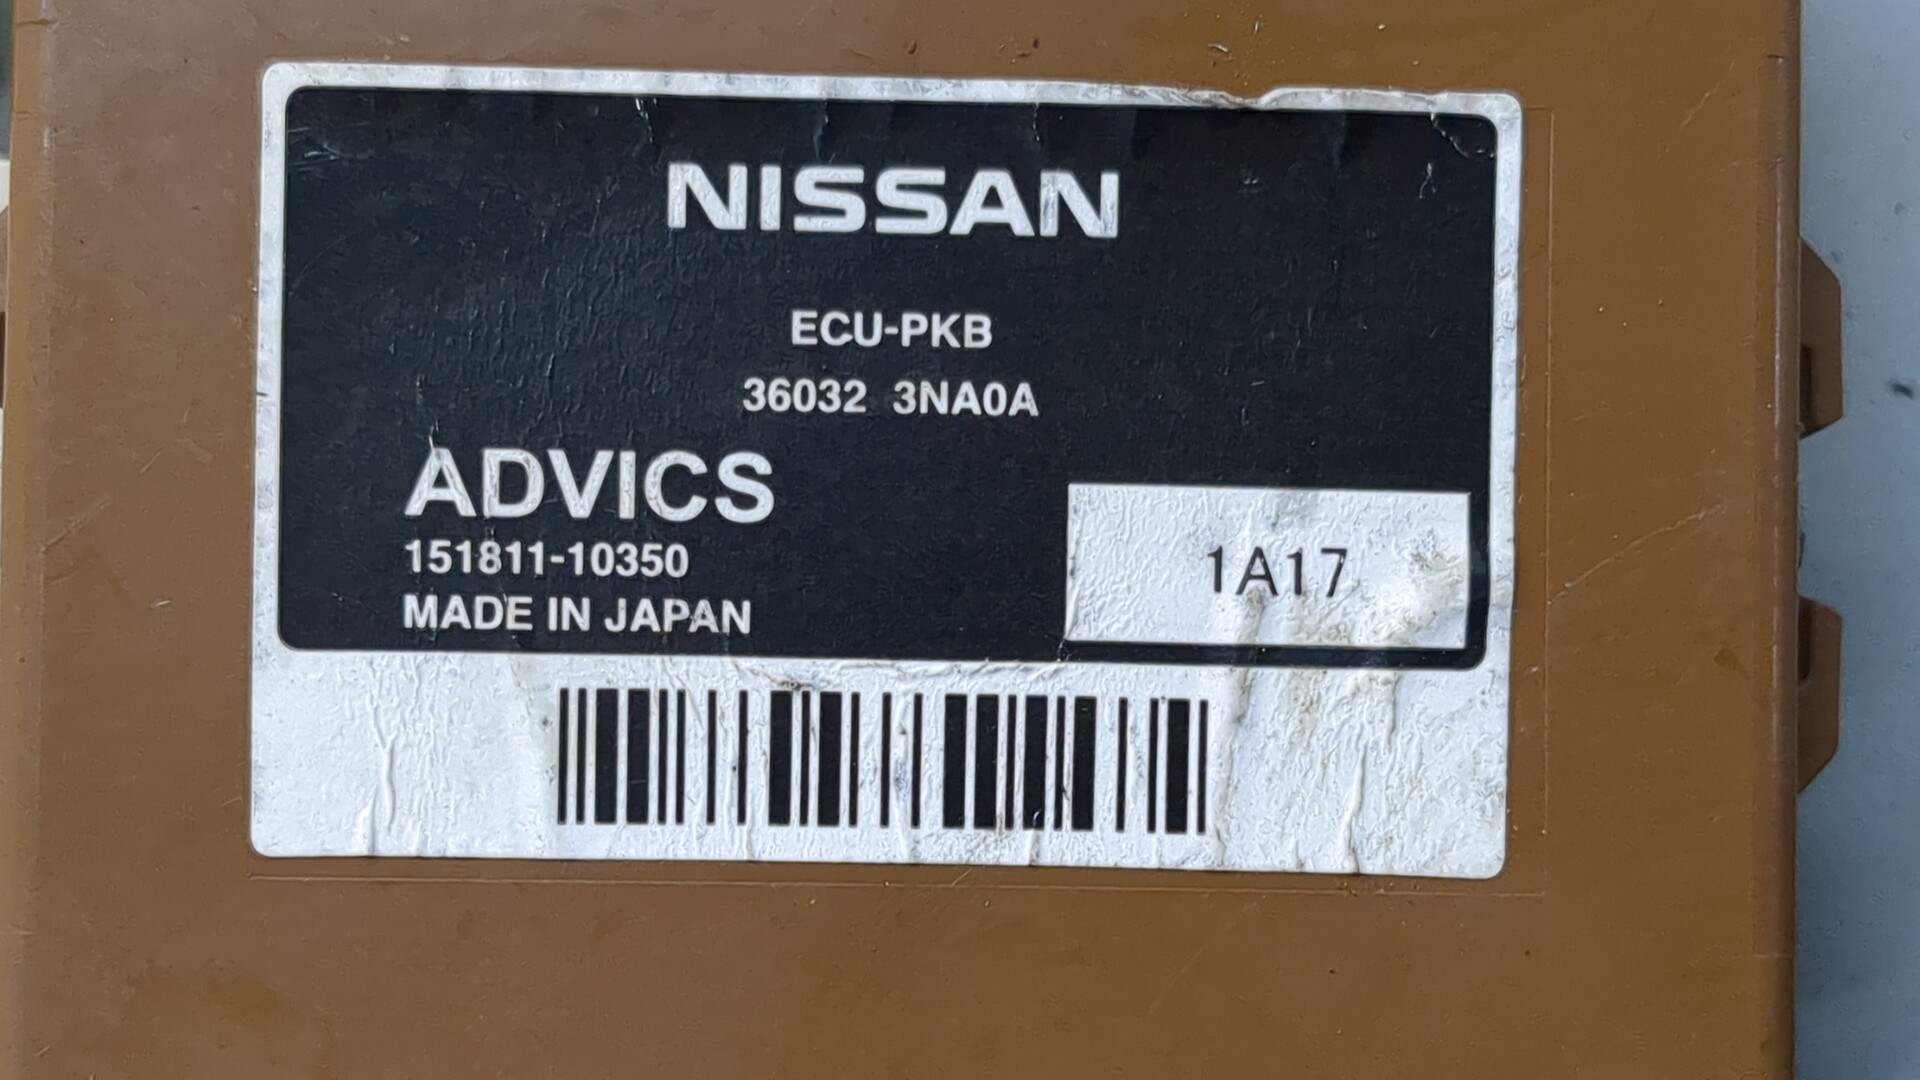 NISSAN
ECU-PKB
36032 3NA0A
ADVICS
151811-10350
MADE IN JAPAN
1A17